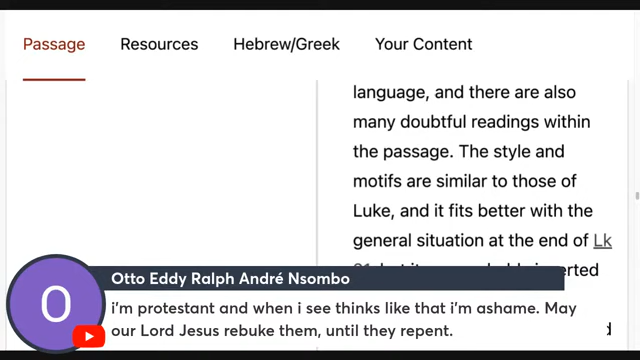 Passage Resources Hebrew/Greek Your Content
language, and there are also
many doubtful readings within
the passage. The style and
motifs are similar to those of
Luke, and it fits better with the
general situation at the end of Lk
O
Otto Eddy Ralph André Nsombo
i'm protestant and when i see thinks like that i'm ashame. May
our Lord Jesus rebuke them, until they repent.